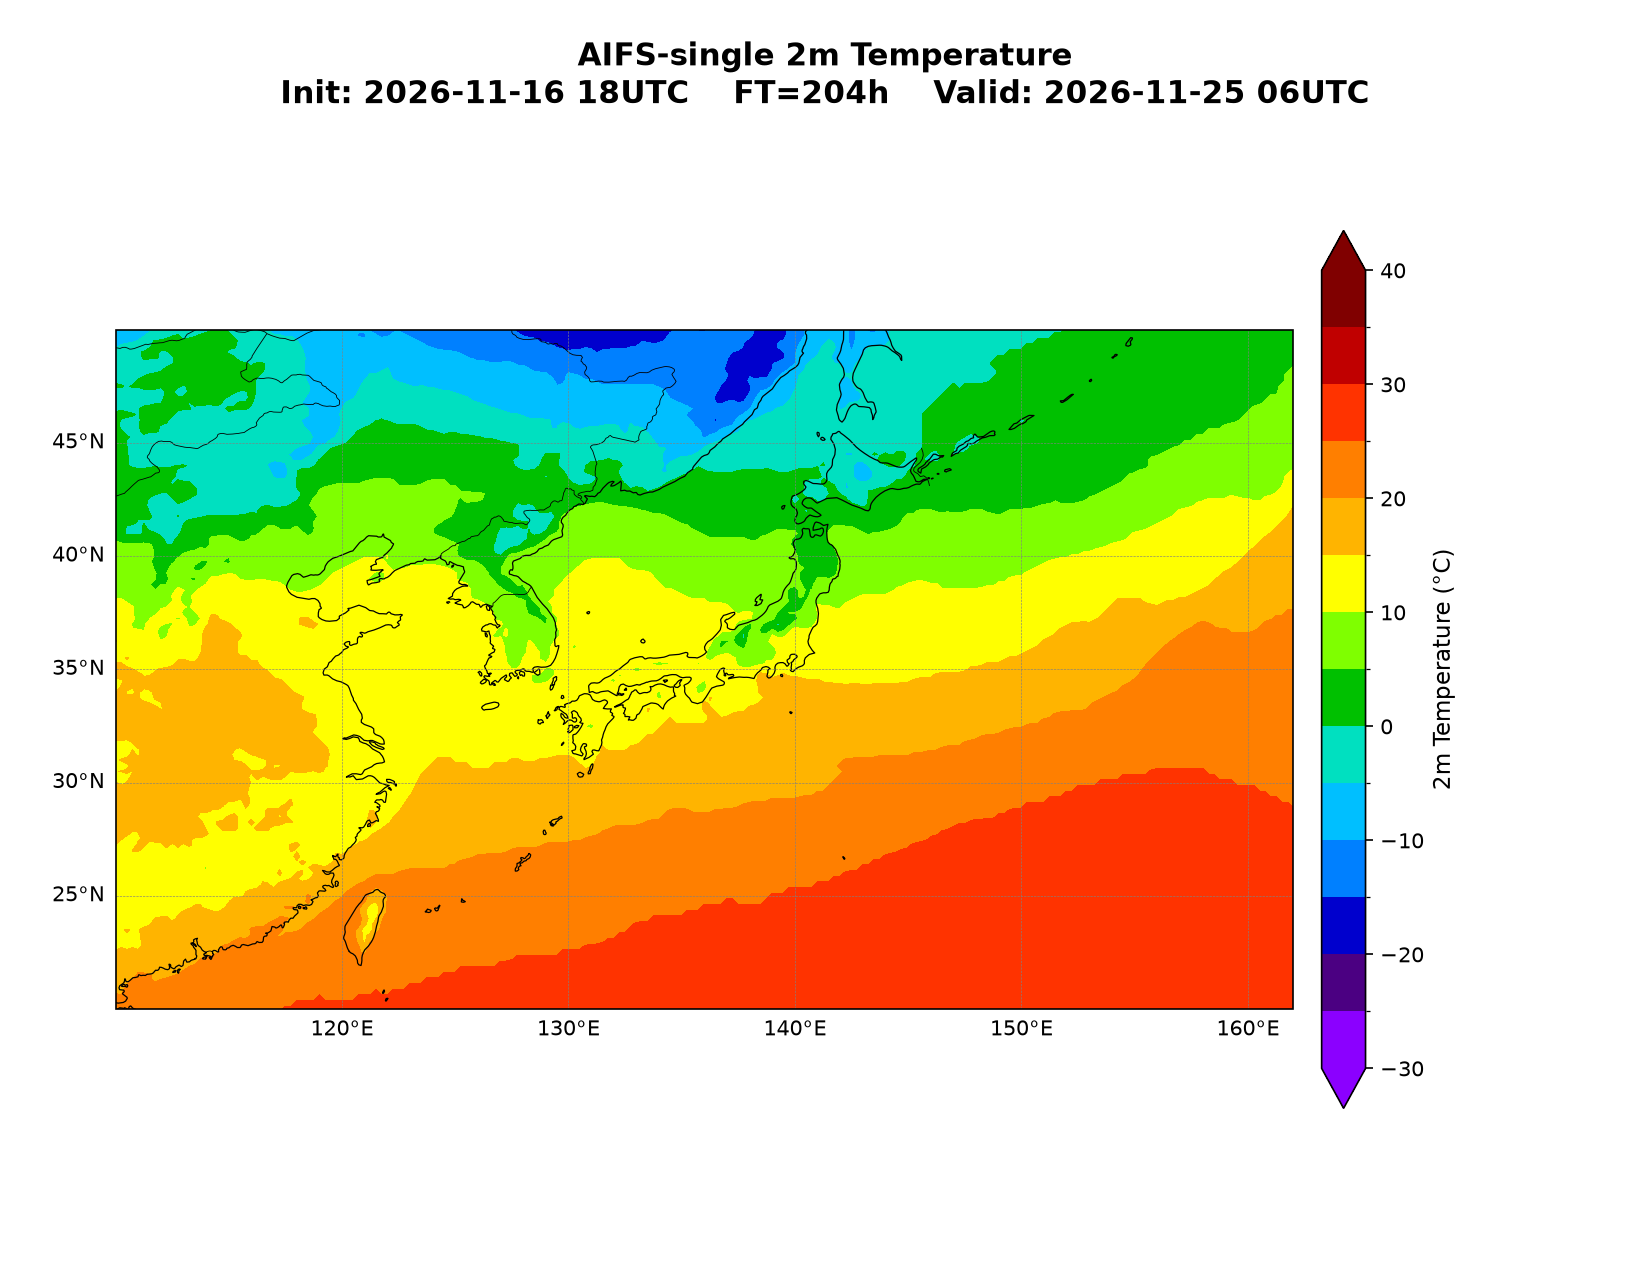 AIFS-single 2m Temperature
Init: 2026-11-16 18UTC    FT=204h    Valid: 2026-11-25 06UTC
45°N
40°N
35°N
30°N
25°N
120°E
130°E
140°E
150°E
160°E
40
30
20
10
0
−10
−20
−30
2m Temperature (°C)